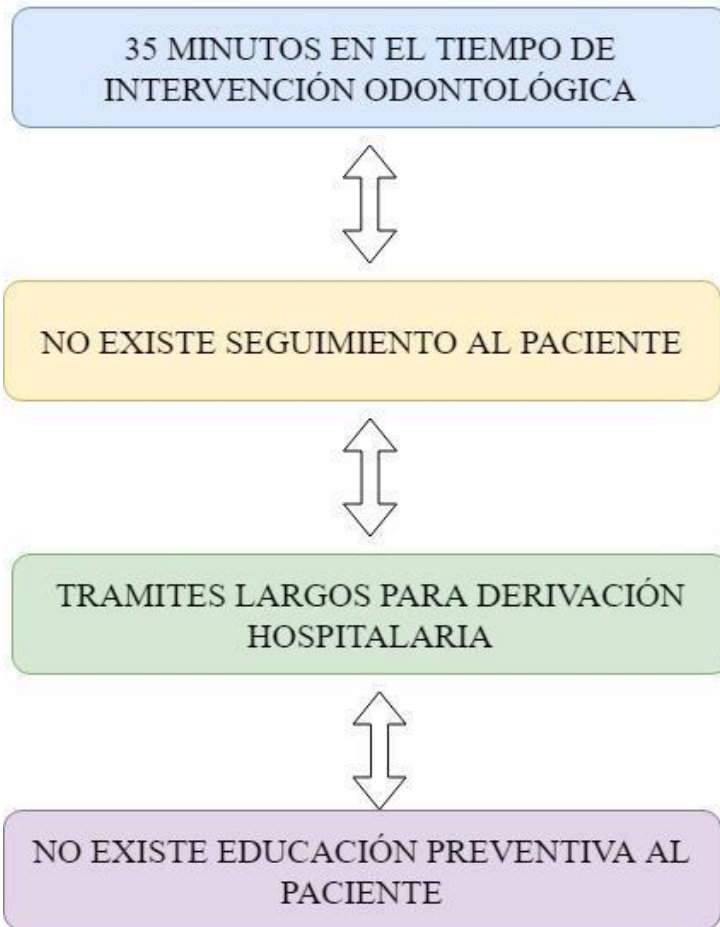 35 MINUTOS EN EL TIEMPO DE
INTERVENCIÓN ODONTOLÓGICA
NO EXISTE SEGUIMIENTO AL PACIENTE
TRAMITES LARGOS PARA DERIVACIÓN
HOSPITALARIA
NO EXISTE EDUCACIÓN PREVENTIVA AL
PACIENTE